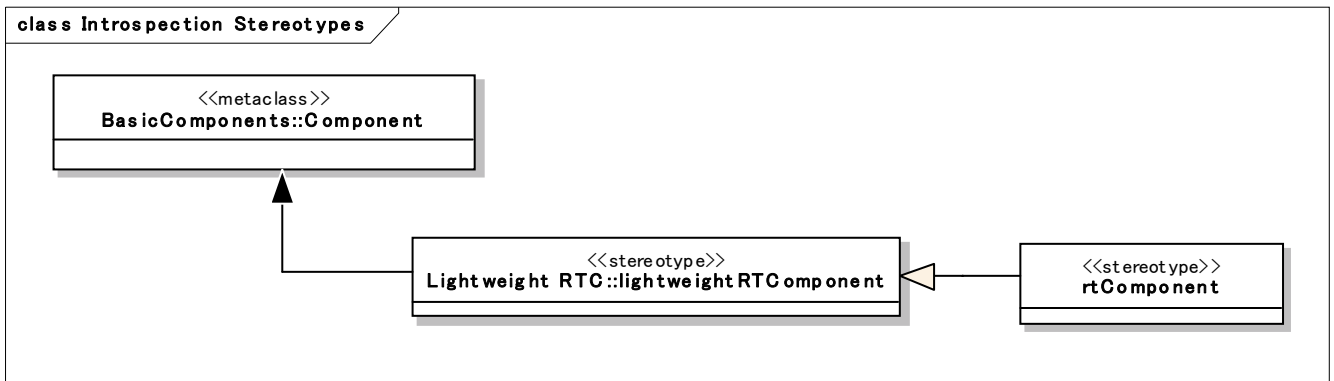 class Introspection Stereotypes
<<metaclass>>
BasicComponents::Component
<<stereotype>>
Lightweight RTC::lightweightRTComponent
<<stereotype>>
rtComponent